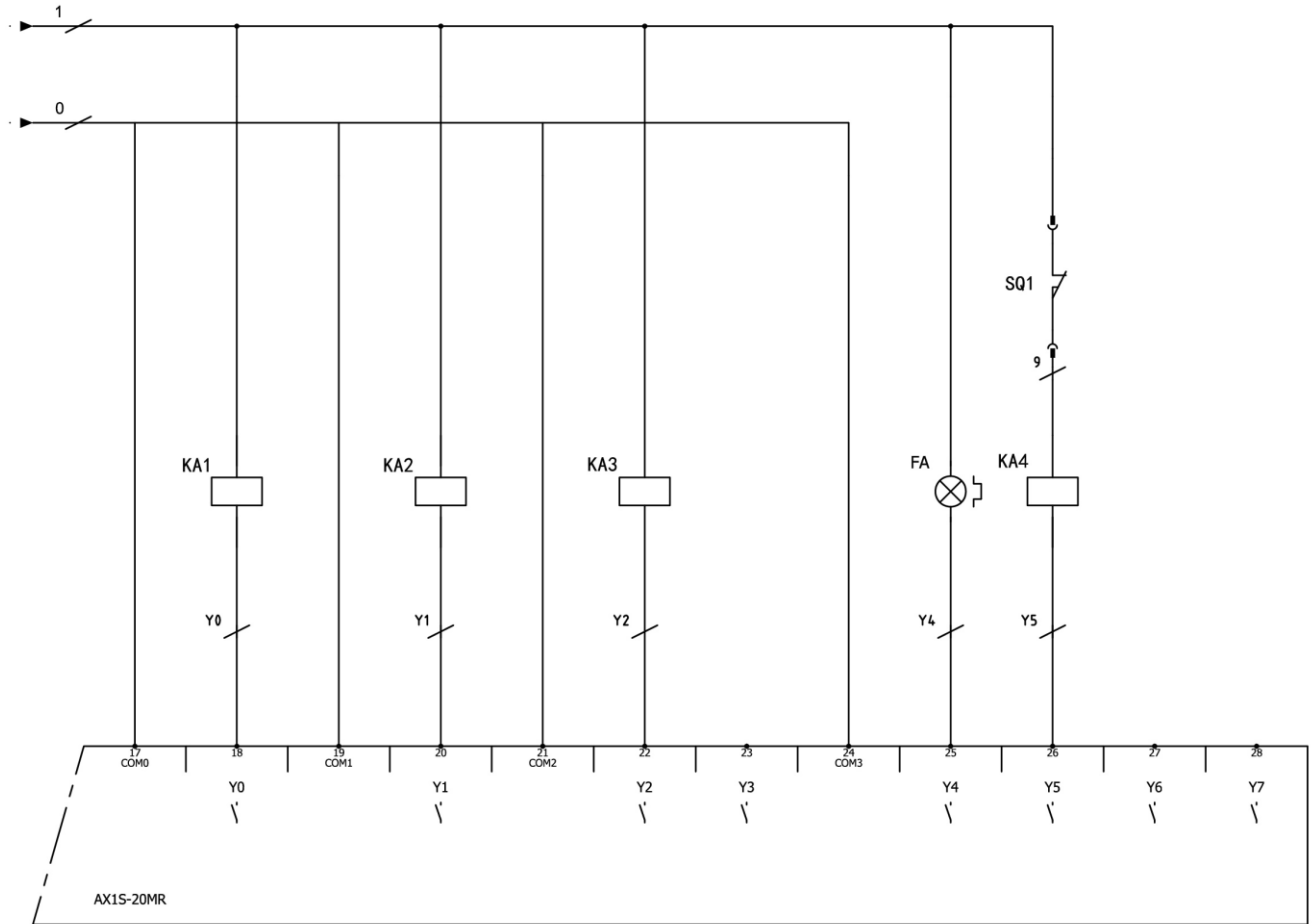 1
0
SQ1
9
KA1 KA2 KA3 FA KA4
Y0 Y1 Y2 Y4 Y5
17 18 19 20 21 22 23 24 25 26 27 28
COM0 COM1 COM2 COM3
Y0 Y1 Y2 Y3 Y4 Y5 Y6 Y7
AX1S-20MR